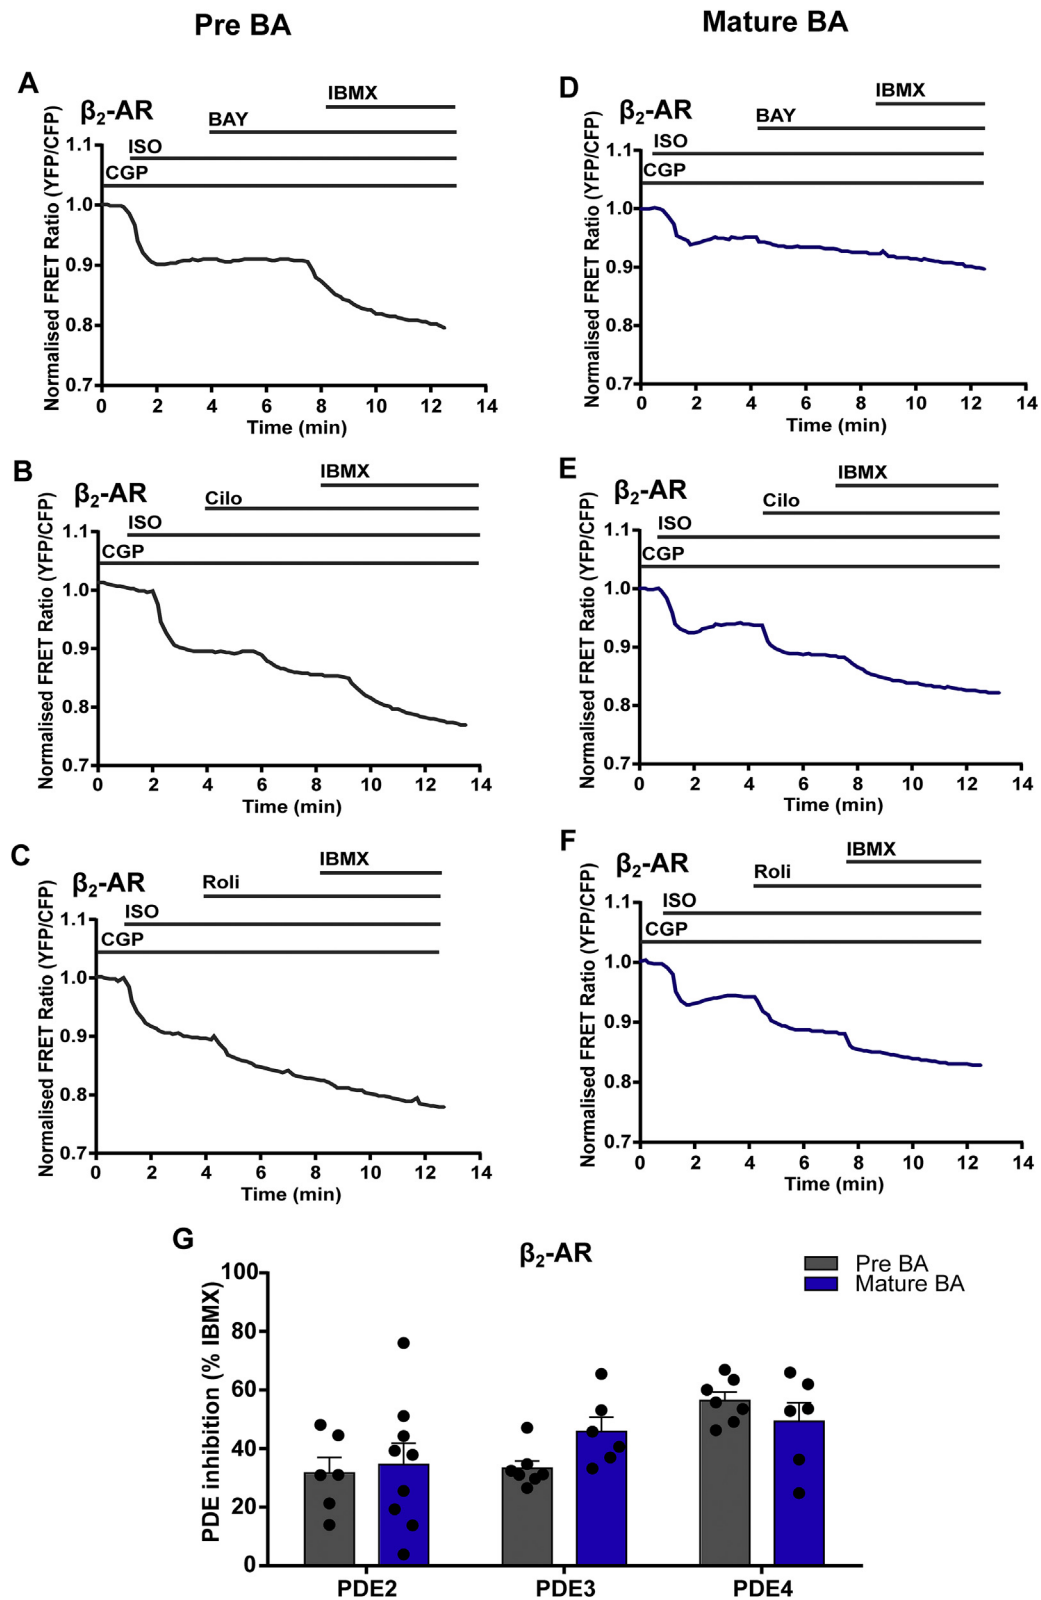 Pre BA
Mature BA
A
β2-AR
IBMX
BAY
ISO
CGP
Normalised FRET Ratio (YFP/CFP)
1.1
1.0
0.9
0.8
0.7
0 2 4 6 8 10 12 14
Time (min)
D
β2-AR
IBMX
BAY
ISO
CGP
Normalised FRET Ratio (YFP/CFP)
1.1
1.0
0.9
0.8
0.7
0 2 4 6 8 10 12 14
Time (min)
B
β2-AR
IBMX
Cilo
ISO
CGP
Normalised FRET Ratio (YFP/CFP)
1.1
1.0
0.9
0.8
0.7
0 2 4 6 8 10 12 14
Time (min)
E
β2-AR
IBMX
Cilo
ISO
CGP
Normalised FRET Ratio (YFP/CFP)
1.1
1.0
0.9
0.8
0.7
0 2 4 6 8 10 12 14
Time (min)
C
β2-AR
IBMX
Roli
ISO
CGP
Normalised FRET Ratio (YFP/CFP)
1.1
1.0
0.9
0.8
0.7
0 2 4 6 8 10 12 14
Time (min)
F
β2-AR
IBMX
Roli
ISO
CGP
Normalised FRET Ratio (YFP/CFP)
1.1
1.0
0.9
0.8
0.7
0 2 4 6 8 10 12 14
Time (min)
G
β2-AR
Pre BA
Mature BA
PDE inhibition (% IBMX)
100
80
60
40
20
0
PDE2 PDE3 PDE4